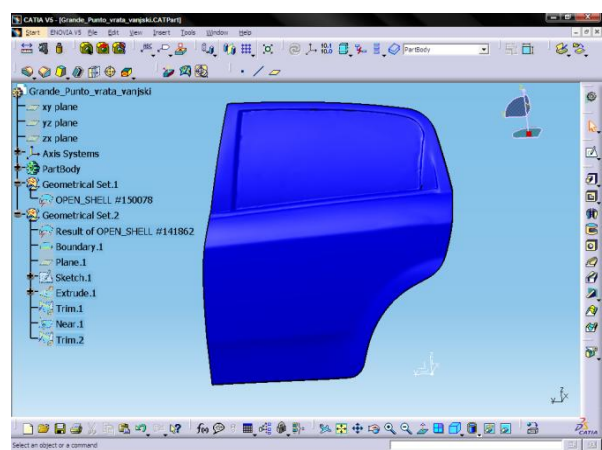 CATIA V5 - [Grande_Punto_vrata_vanjski.CATPart]
Start ENOVIA V5 File Edit View Insert Tools Window Help
PartBody
Grande_Punto_vrata_vanjski
xy plane
yz plane
zx plane
Axis Systems
PartBody
Geometrical Set.1
OPEN_SHELL #150078
Geometrical Set.2
Result of OPEN_SHELL #141862
Boundary.1
Plane.1
Sketch.1
Extrude.1
Trim.1
Near.1
Trim.2
f(x)
Select an object or a command
CATIA